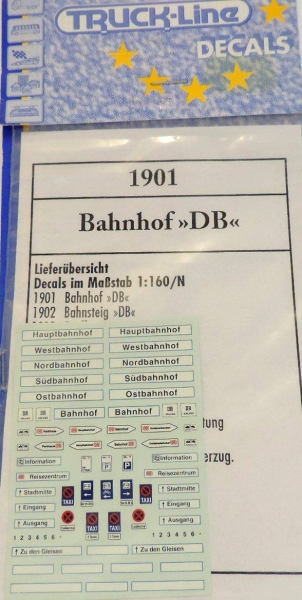 TRUCK-Line
DECALS
1901
Bahnhof »DB«
Lieferübersicht
Decals im Maßstab 1:160/N
1901 Bahnhof »DB«
1902 Bahnsteig »DB«
Hauptbahnhof Hauptbahnhof
Westbahnhof Westbahnhof
Nordbahnhof Nordbahnhof
Südbahnhof Südbahnhof
Ostbahnhof Ostbahnhof
Bahnhof Bahnhof
tung
Information Information
erzug.
Reisezentrum Reisezentrum
↑ Stadtmitte ↑ Stadtmitte
↑ Eingang TAXI ↑ Eingang
↑ Ausgang TAXI TAXI ↑ Ausgang
1 2 3 4 5 6 - 1 2 3 4 5 6 -
↑ Zu den Gleisen ↑ Zu den Gleisen